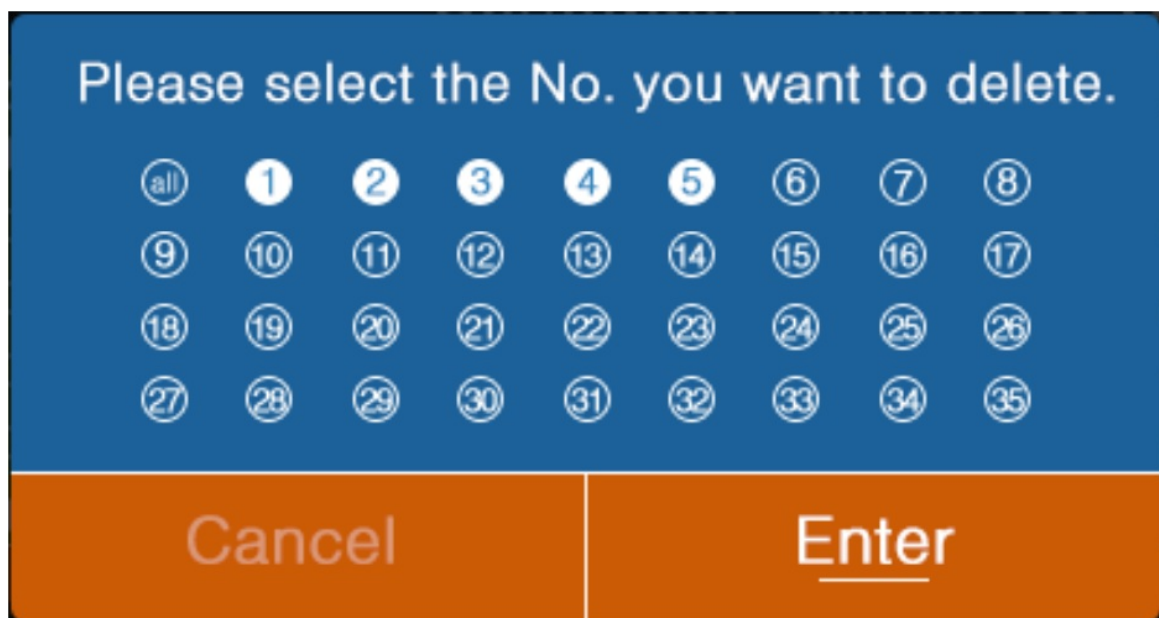 Please select the No. you want to delete.
all 1 2 3 4 5 6 7 8
9 10 11 12 13 14 15 16 17
18 19 20 21 22 23 24 25 26
27 28 29 30 31 32 33 34 35
Cancel Enter